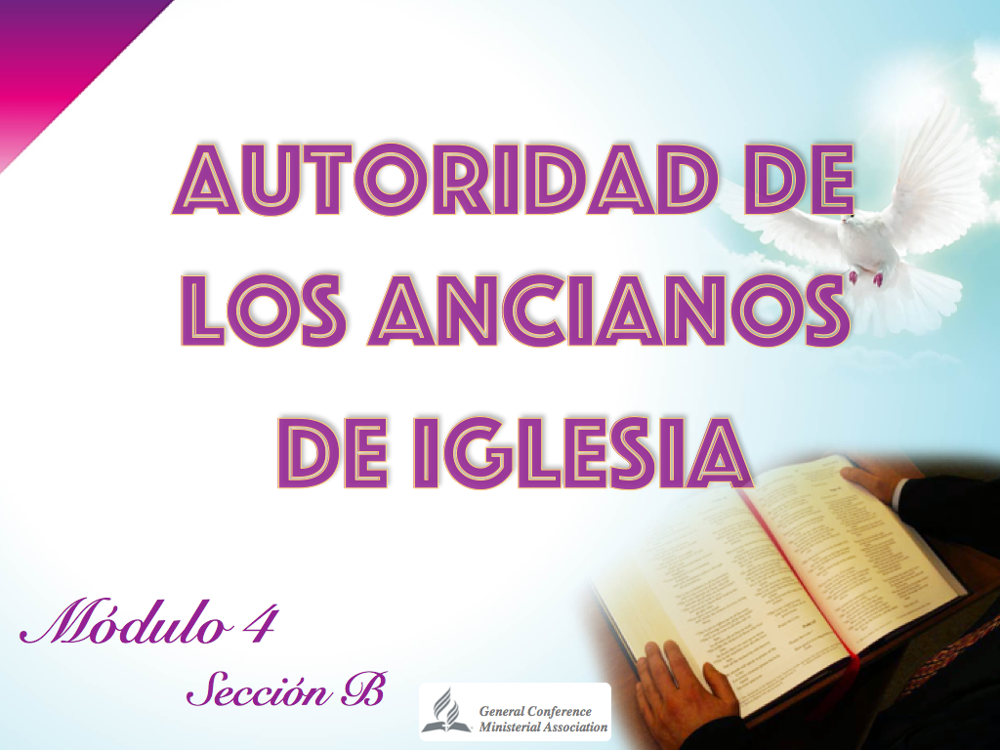 AUTORIDAD DE
LOS ANCIANOS
DE IGLESIA
Módulo 4
Sección B
General Conference
Ministerial Association